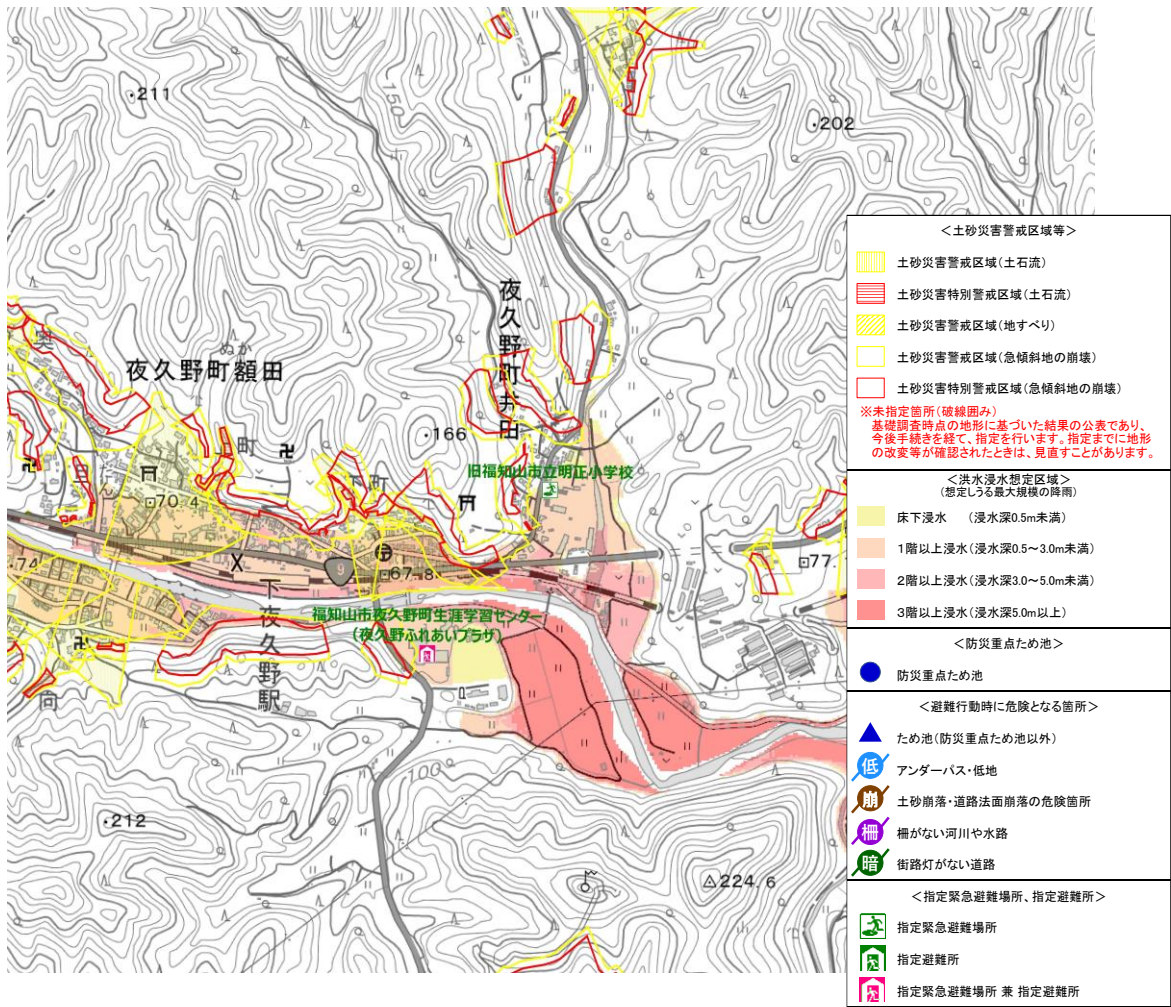 211
150
202
夜久野町井田
ぬか
夜久野町額田
奥
上町
166
旧福知山市立明正小学校
旦
だん
70.4
下町
74
9
67.8
77.
下夜久野駅
福知山市夜久野町生涯学習センター
(夜久野ふれあいプラザ)
向
100
212
224.6
＜土砂災害警戒区域等＞
土砂災害警戒区域(土石流)
土砂災害特別警戒区域(土石流)
土砂災害警戒区域(地すべり)
土砂災害警戒区域(急傾斜地の崩壊)
土砂災害特別警戒区域(急傾斜地の崩壊)
※未指定箇所(破線囲み)
基礎調査時点の地形に基づいた結果の公表であり、
今後手続きを経て、指定を行います。指定までに地形
の改変等が確認されたときは、見直すことがあります。
＜洪水浸水想定区域＞
(想定しうる最大規模の降雨)
床下浸水　(浸水深0.5m未満)
1階以上浸水(浸水深0.5～3.0m未満)
2階以上浸水(浸水深3.0～5.0m未満)
3階以上浸水(浸水深5.0m以上)
＜防災重点ため池＞
防災重点ため池
＜避難行動時に危険となる箇所＞
ため池(防災重点ため池以外)
低 アンダーパス・低地
崩 土砂崩落・道路法面崩落の危険箇所
柵 柵がない河川や水路
暗 街路灯がない道路
＜指定緊急避難場所、指定避難所＞
指定緊急避難場所
指定避難所
指定緊急避難場所 兼 指定避難所